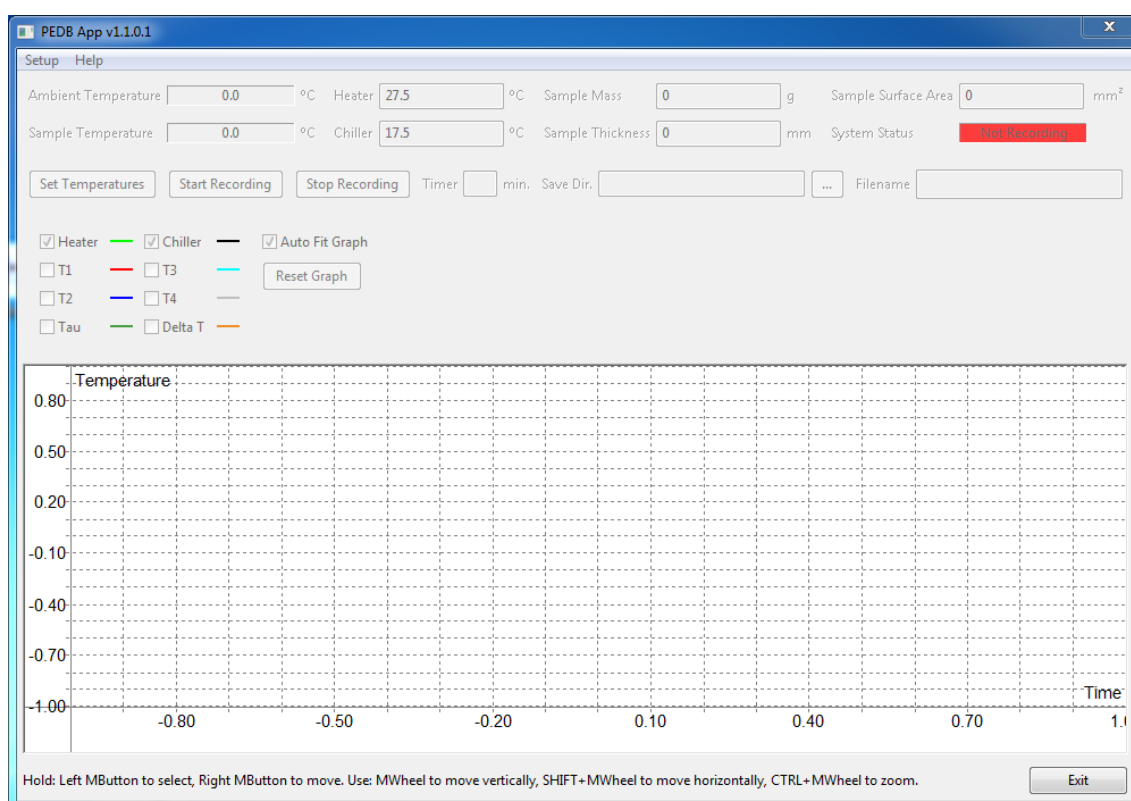 PEDB App v1.1.0.1 X
Setup Help
Ambient Temperature 0.0 °C Heater 27.5 °C Sample Mass 0 g Sample Surface Area 0 mm²
Sample Temperature 0.0 °C Chiller 17.5 °C Sample Thickness 0 mm System Status Not Recording
Set Temperatures Start Recording Stop Recording Timer min. Save Dir. ... Filename
Heater Chiller Auto Fit Graph
T1 T3 Reset Graph
T2 T4
Tau Delta T
Temperature
0.80
0.50
0.20
-0.10
-0.40
-0.70
Time
-1.00
-0.80 -0.50 -0.20 0.10 0.40 0.70 1.0
Hold: Left MButton to select, Right MButton to move. Use: MWheel to move vertically, SHIFT+MWheel to move horizontally, CTRL+MWheel to zoom. Exit